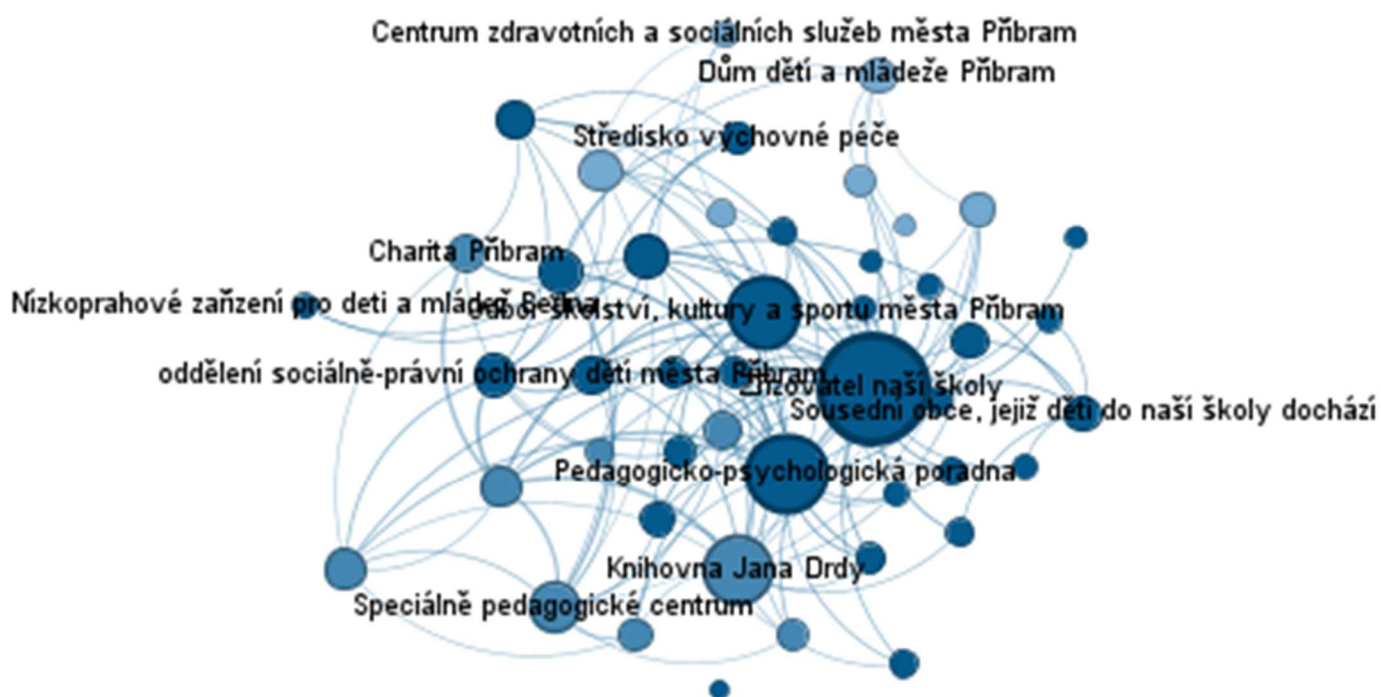 Centrum zdravotních a sociálních služeb města Příbram
Dům dětí a mládeže Příbram
Středisko výchovné péče
Charita Příbram
Nízkoprahové zařízení pro deti a mládež Bedna
Odbor školství, kultury a sportu města Příbram
oddělení sociálně-právní ochrany dětí města Příbram
Zřizovatel naší školy
Sousední obce, jejiž děti do naší školy dochází
Pedagogicko-psychologická poradna
Knihovna Jana Drdy
Speciálně pedagogické centrum